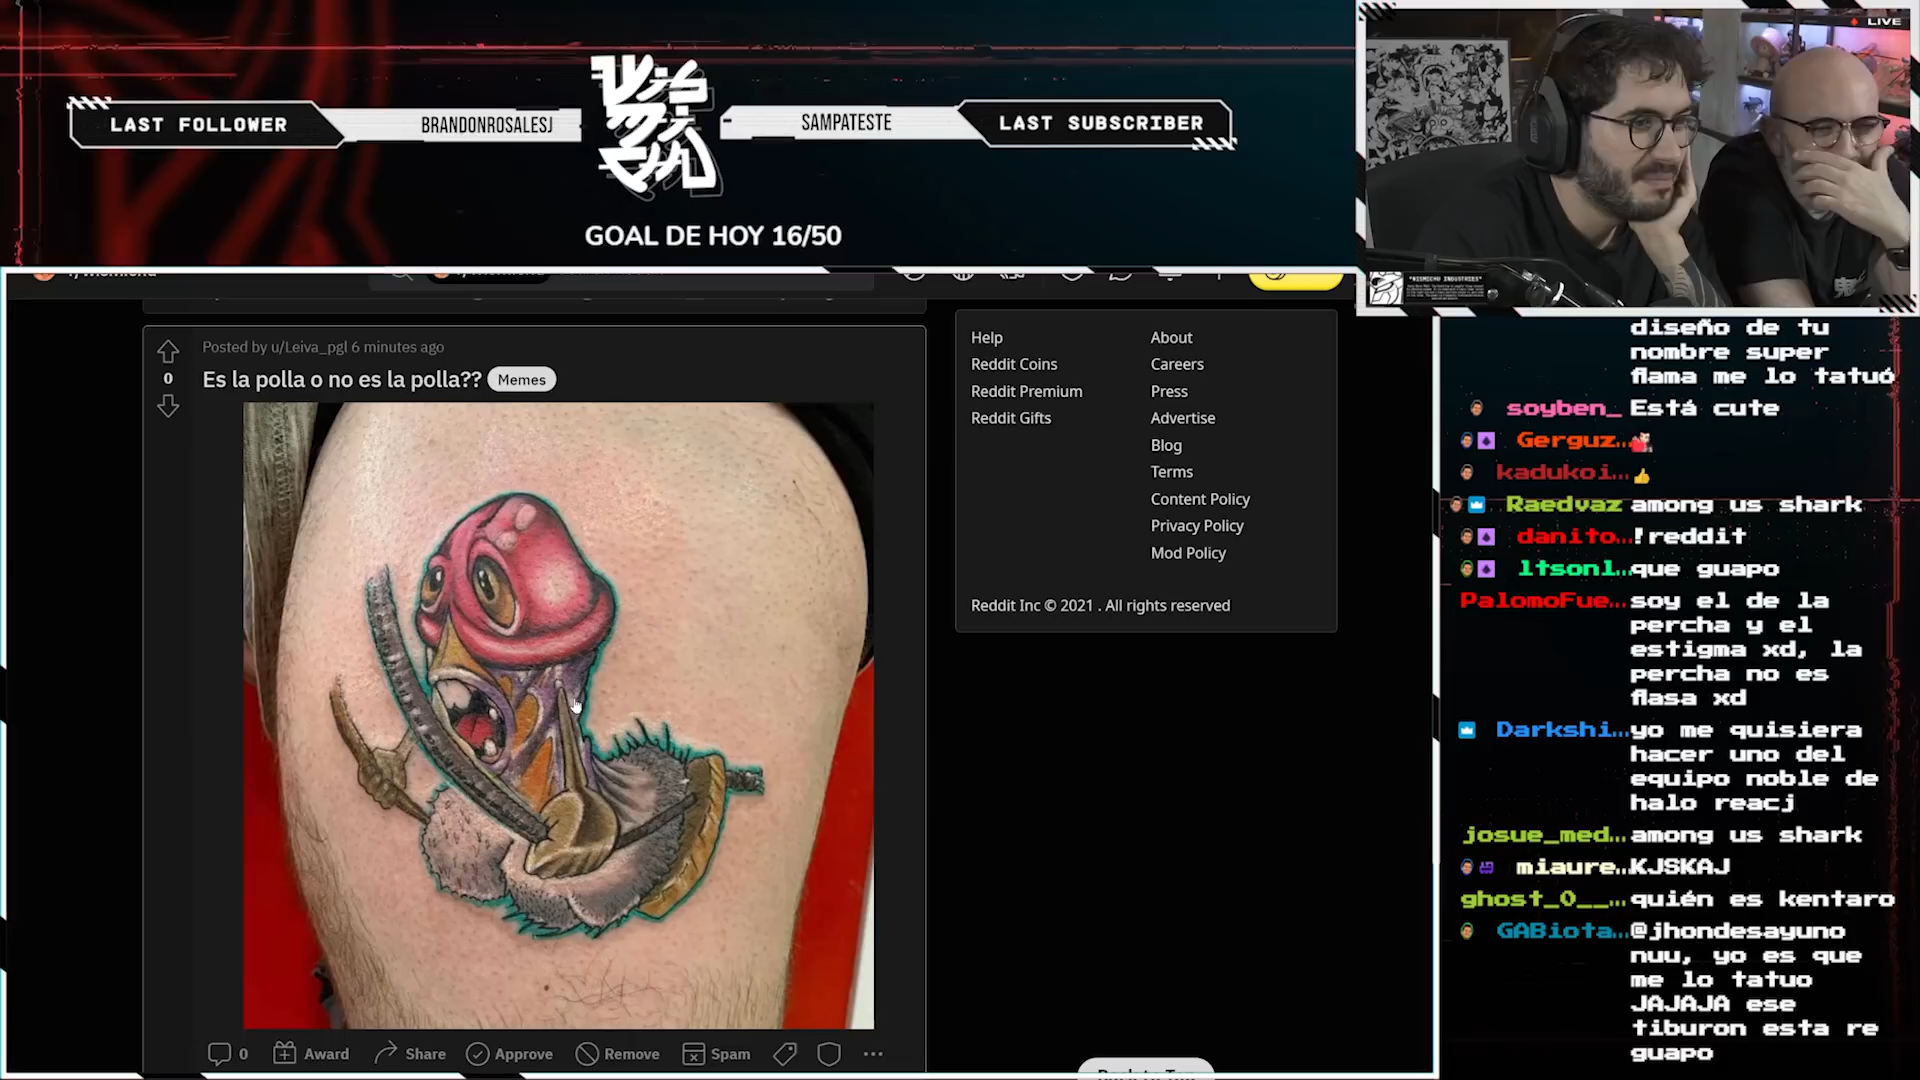 LIVE
LAST FOLLOWER
BRANDONROSALESJ
SAMPATESTE
LAST SUBSCRIBER
GOAL DE HOY 16/50
Posted by u/Leiva_pgl 6 minutes ago
0
Es la polla o no es la polla??
Memes
0
Award
Share
Approve
Remove
Spam
Help
Reddit Coins
Reddit Premium
Reddit Gifts
About
Careers
Press
Advertise
Blog
Terms
Content Policy
Privacy Policy
Mod Policy
Reddit Inc © 2021 . All rights reserved
"WISMICHU INDUSTRIES"
diseño de tu
nombre super
flama me lo tatuó
soyben_ Está cute
Gerguz...
kadukoi...
Raedvaz among us shark
danito...!reddit
ltsonl...que guapo
PalomoFue...soy el de la
percha y el
estigma xd, la
percha no es
flasa xd
Darkshi...yo me quisiera
hacer uno del
equipo noble de
halo reacj
josue_med...among us shark
miaure...KJSKAJ
ghost_0__...quién es kentaro
GABiota...@jhondesayuno
nuu, yo es que
me lo tatuo
JAJAJA ese
tiburon esta re
guapo